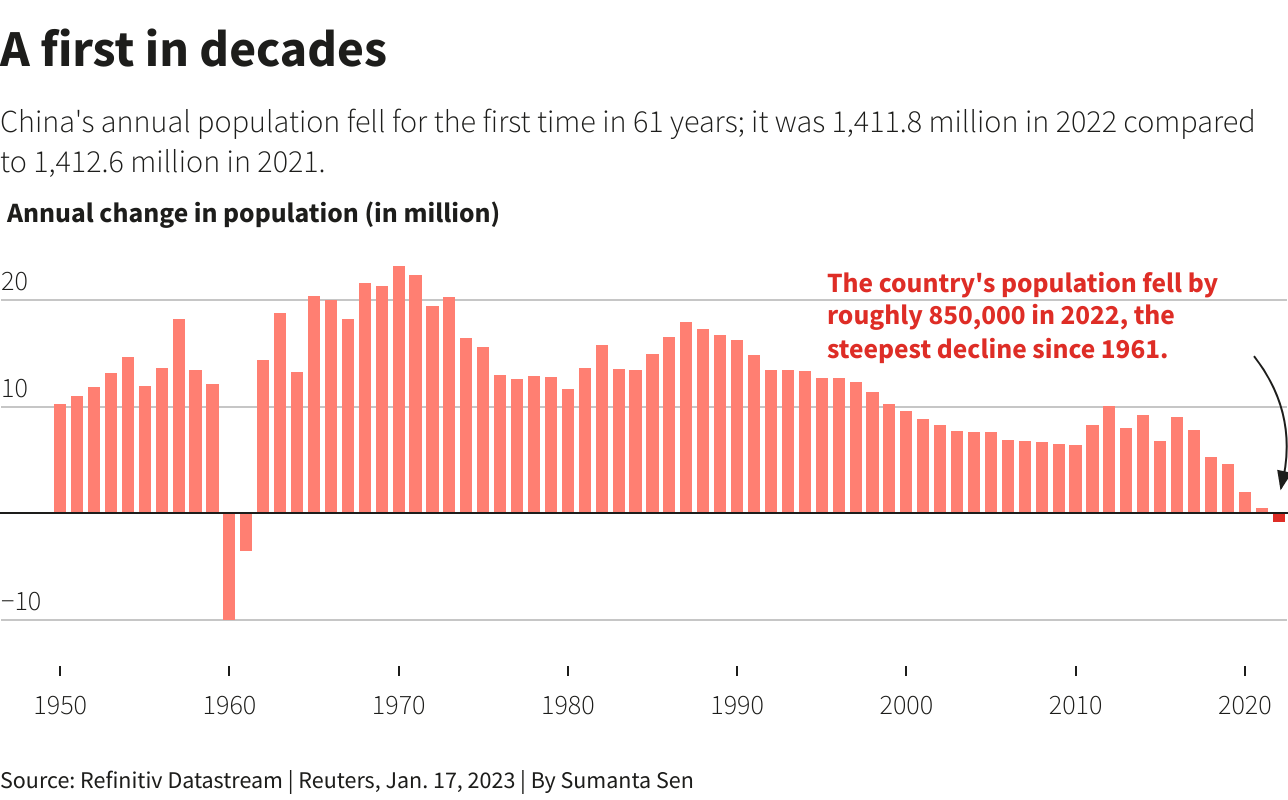 A first in decades
China's annual population fell for the first time in 61 years; it was 1,411.8 million in 2022 compared
to 1,412.6 million in 2021.
Annual change in population (in million)
20
The country's population fell by
roughly 850,000 in 2022, the
steepest decline since 1961.
10
−10
1950 1960 1970 1980 1990 2000 2010 2020
Source: Refinitiv Datastream | Reuters, Jan. 17, 2023 | By Sumanta Sen